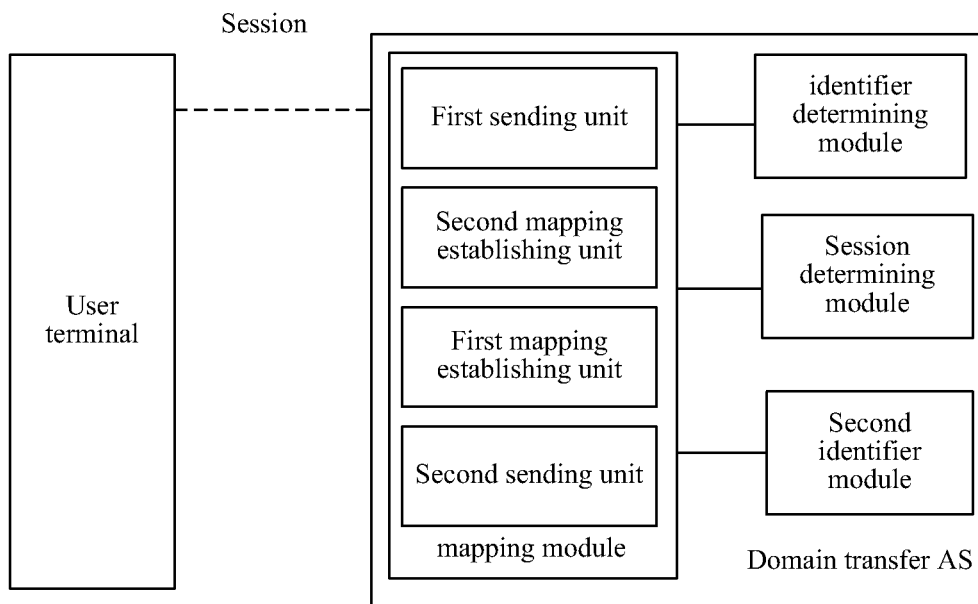 Session
User
terminal
First sending unit
Second mapping
establishing unit
First mapping
establishing unit
Second sending unit
mapping module
identifier
determining
module
Session
determining
module
Second
identifier
module
Domain transfer AS